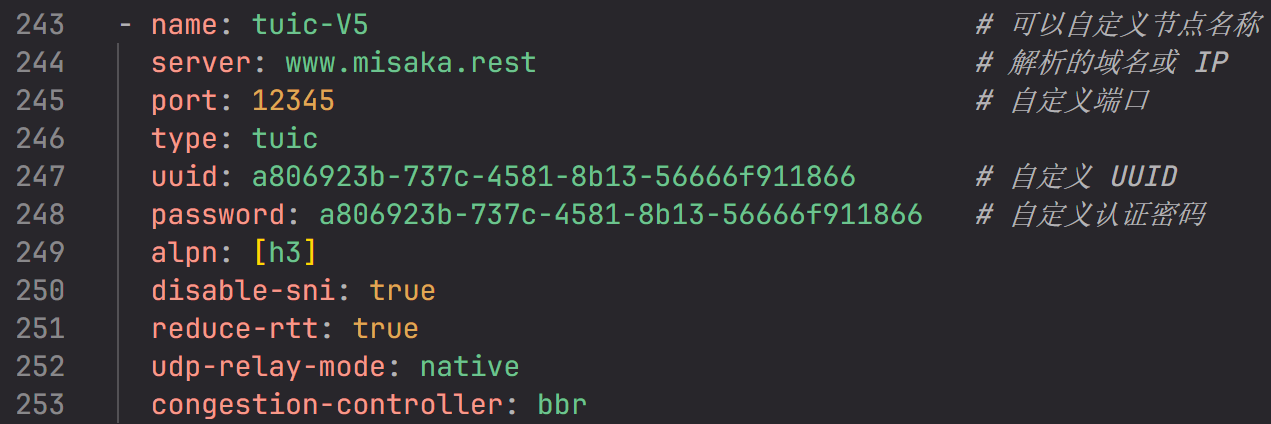 243 - name: tuic-V5 # 可以自定义节点名称
244 server: www.misaka.rest # 解析的域名或 IP
245 port: 12345 # 自定义端口
246 type: tuic
247 uuid: a806923b-737c-4581-8b13-56666f911866 # 自定义 UUID
248 password: a806923b-737c-4581-8b13-56666f911866 # 自定义认证密码
249 alpn: [h3]
250 disable-sni: true
251 reduce-rtt: true
252 udp-relay-mode: native
253 congestion-controller: bbr